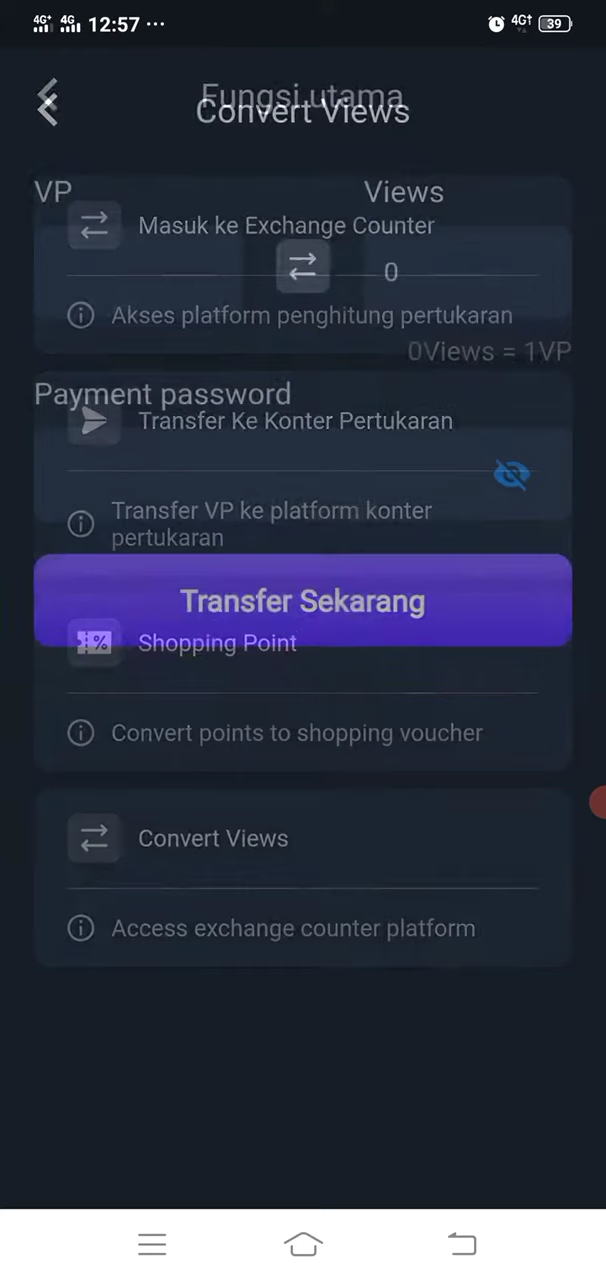 4G+ 4G 12:57 ...
4G+ 39
Fungsi utama
Convert Views
VP
Views
Masuk ke Exchange Counter
0
Akses platform penghitung pertukaran
0Views = 1VP
Payment password
Transfer Ke Konter Pertukaran
Transfer VP ke platform konter
pertukaran
Transfer Sekarang
% Shopping Point
Convert points to shopping voucher
Convert Views
Access exchange counter platform